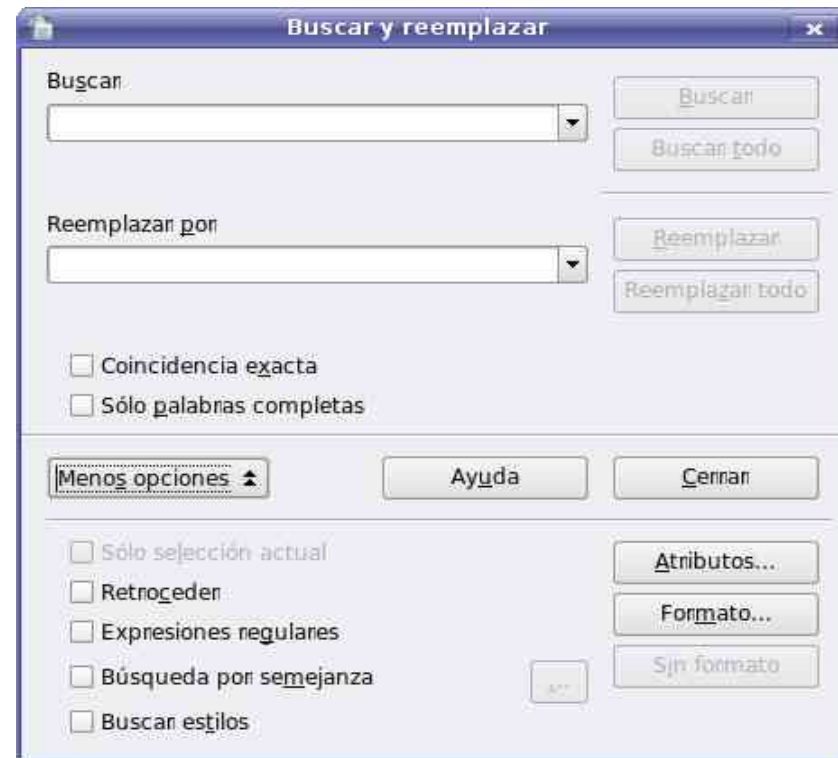 Buscar y reemplazar
Buscar
Buscar
Buscar todo
Reemplazar por
Reemplazar
Reemplazar todo
Coincidencia exacta
Sólo palabras completas
Menos opciones
Ayuda
Cerrar
Sólo selección actual
Atributos...
Retroceder
Formato...
Expresiones regulares
Sin formato
Búsqueda por semejanza
...
Buscar estilos